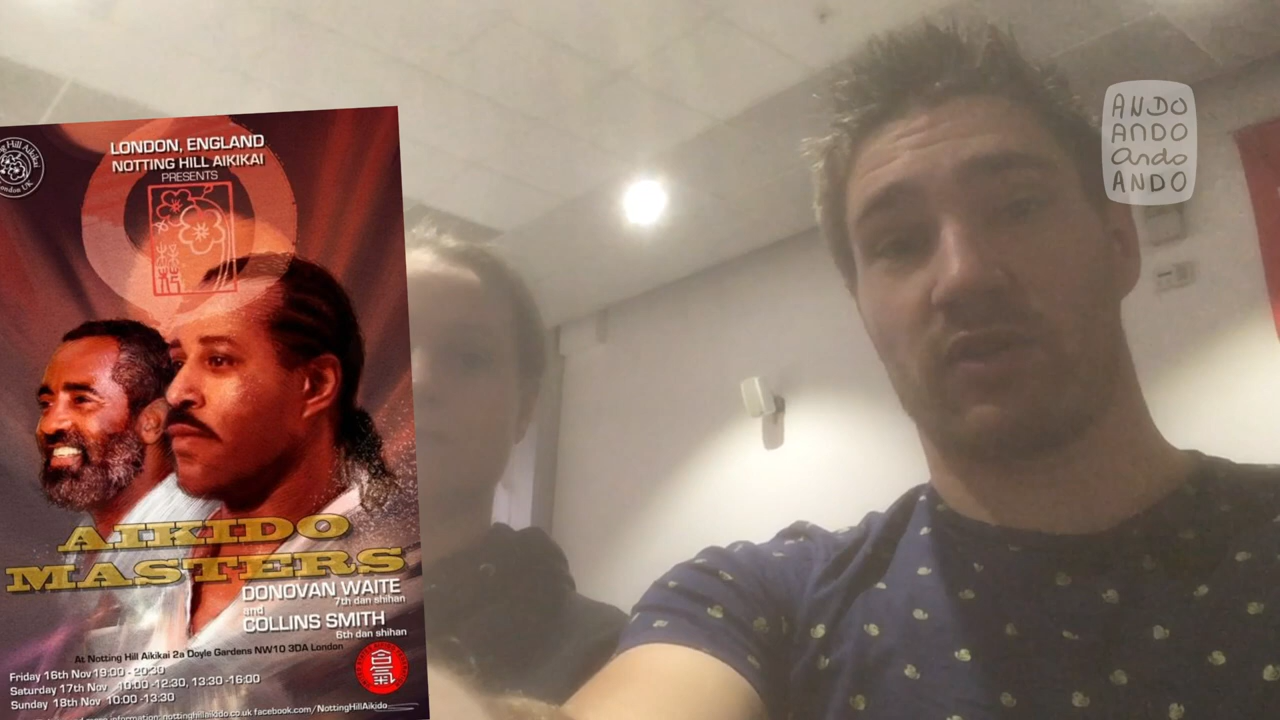 LONDON, ENGLAND
NOTTING HILL AIKIKAI
PRESENTS
AIKIDO
MASTERS
DONOVAN WAITE
7th dan shihan
and
COLLINS SMITH
6th dan shihan
At Notting Hill Aikikai 2a Doyle Gardens NW10 3DA London
Friday 16th Nov 19:00 - 20:30
Saturday 17th Nov 10:00 -12:30, 13:30 -16:00
Sunday 18th Nov 10:00 -13:30
information: nottinghillaikido.co.uk facebook.com/NottingHillAikido
ANDO
ANDO
ando
ANDO